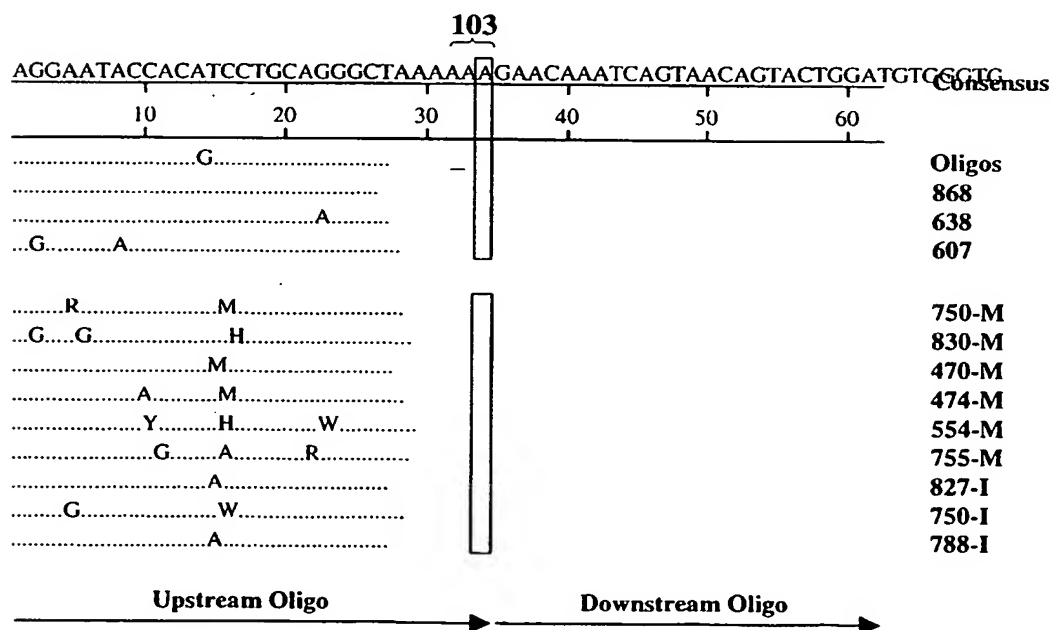 103
AGGAATACCACATCCTGCAGGGCTAAAAAAGAACAAATCAGTAACAGTACTGGATGTGGGTG Consensus
10 20 30 40 50 60
G Oligos
868
A 638
G A 607
R M 750-M
G G H 830-M
M 470-M
A M 474-M
Y H W 554-M
G A R 755-M
A 827-I
G W 750-I
A 788-I
Upstream Oligo Downstream Oligo